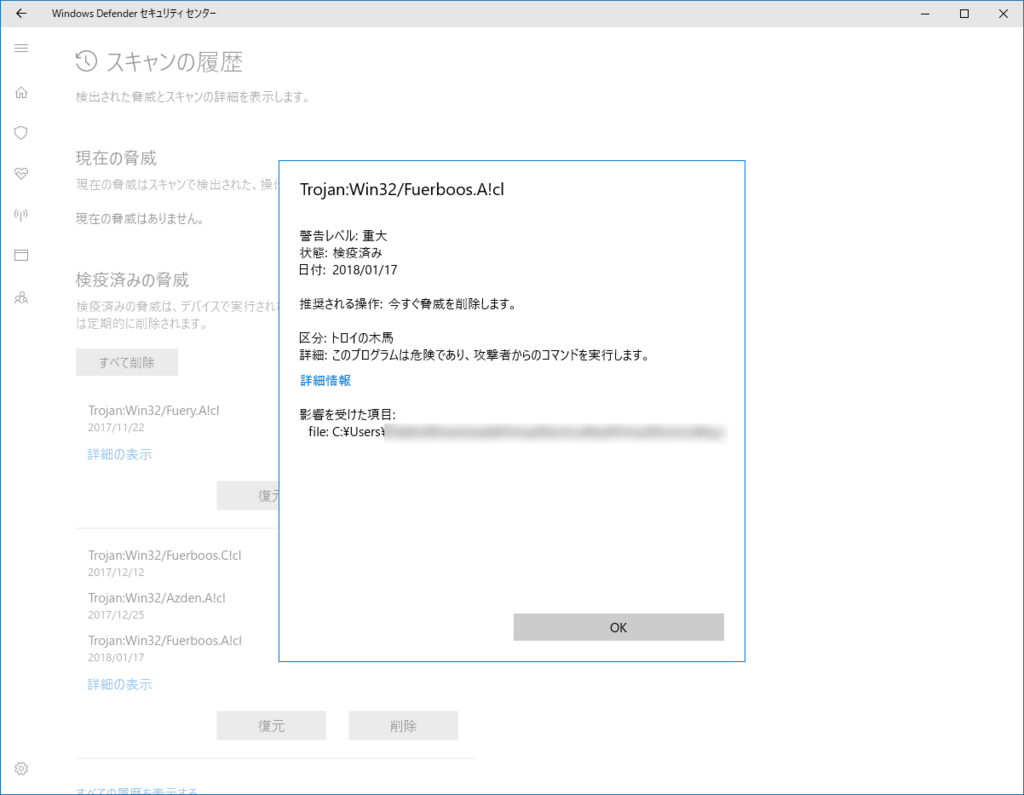 Windows Defender セキュリティ センター
スキャンの履歴
検出された脅威とスキャンの詳細を表示します。
現在の脅威
現在の脅威はスキャンで検出された、操作
現在の脅威はありません。
検疫済みの脅威
検疫済みの脅威は、デバイスで実行され
は定期的に削除されます。
すべて削除
Trojan:Win32/Fuery.A!cl
2017/11/22
詳細の表示
復元
Trojan:Win32/Fuerboos.C!cl
2017/12/12
Trojan:Win32/Azden.A!cl
2017/12/25
Trojan:Win32/Fuerboos.A!cl
2018/01/17
詳細の表示
復元
削除
すべての履歴を表示する
Trojan:Win32/Fuerboos.A!cl
警告レベル: 重大
状態: 検疫済み
日付: 2018/01/17
推奨される操作: 今すぐ脅威を削除します。
区分: トロイの木馬
詳細: このプログラムは危険であり、攻撃者からのコマンドを実行します。
詳細情報
影響を受けた項目:
file: C:¥Users¥
OK